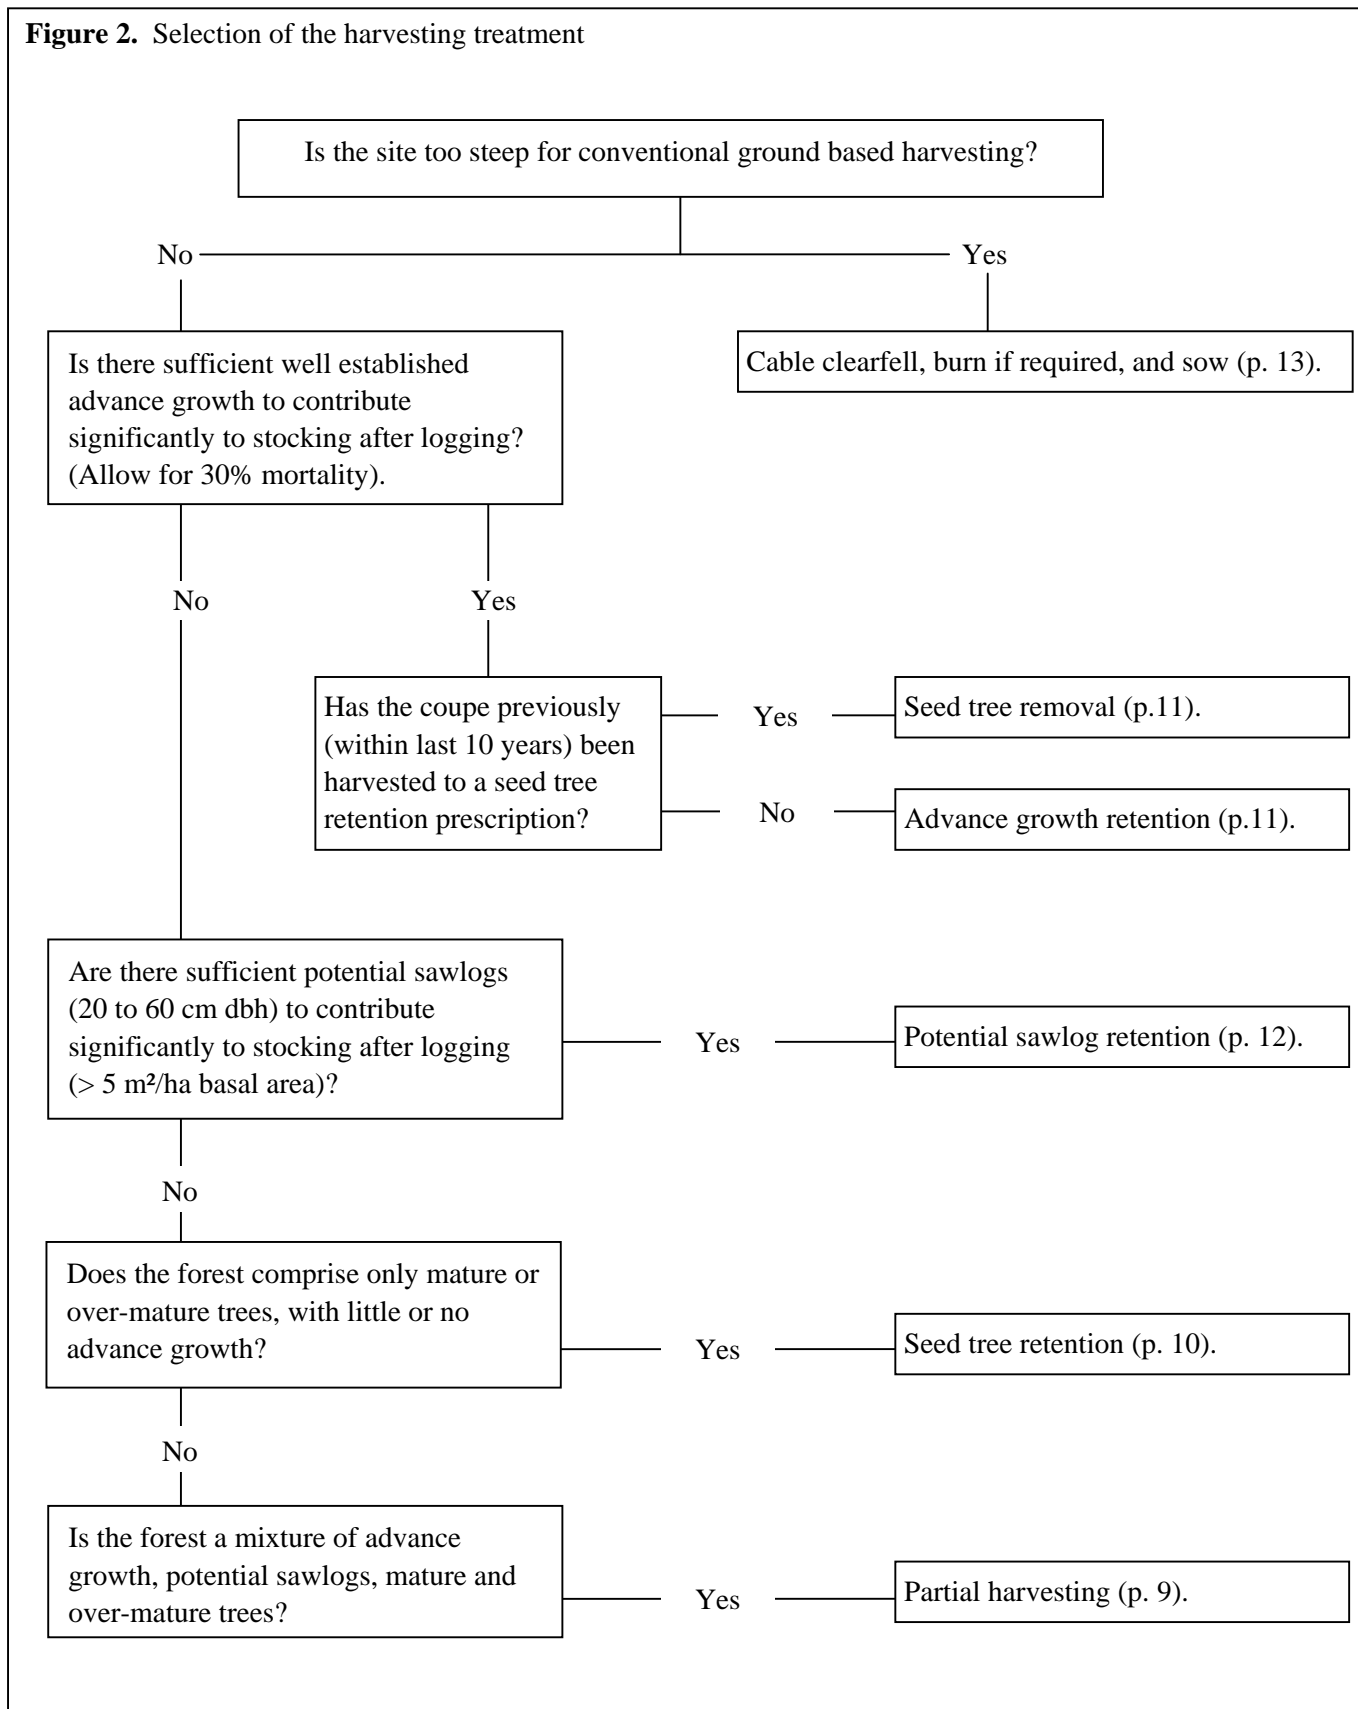 Figure 2. Selection of the harvesting treatment
Is the site too steep for conventional ground based harvesting?
No
Yes
Is there sufficient well established
advance growth to contribute
significantly to stocking after logging?
(Allow for 30% mortality).
Cable clearfell, burn if required, and sow (p. 13).
No
Yes
Has the coupe previously
(within last 10 years) been
harvested to a seed tree
retention prescription?
Yes
Seed tree removal (p.11).
No
Advance growth retention (p.11).
Are there sufficient potential sawlogs
(20 to 60 cm dbh) to contribute
significantly to stocking after logging
(> 5 m²/ha basal area)?
Yes
Potential sawlog retention (p. 12).
No
Does the forest comprise only mature or
over-mature trees, with little or no
advance growth?
Yes
Seed tree retention (p. 10).
No
Is the forest a mixture of advance
growth, potential sawlogs, mature and
over-mature trees?
Yes
Partial harvesting (p. 9).